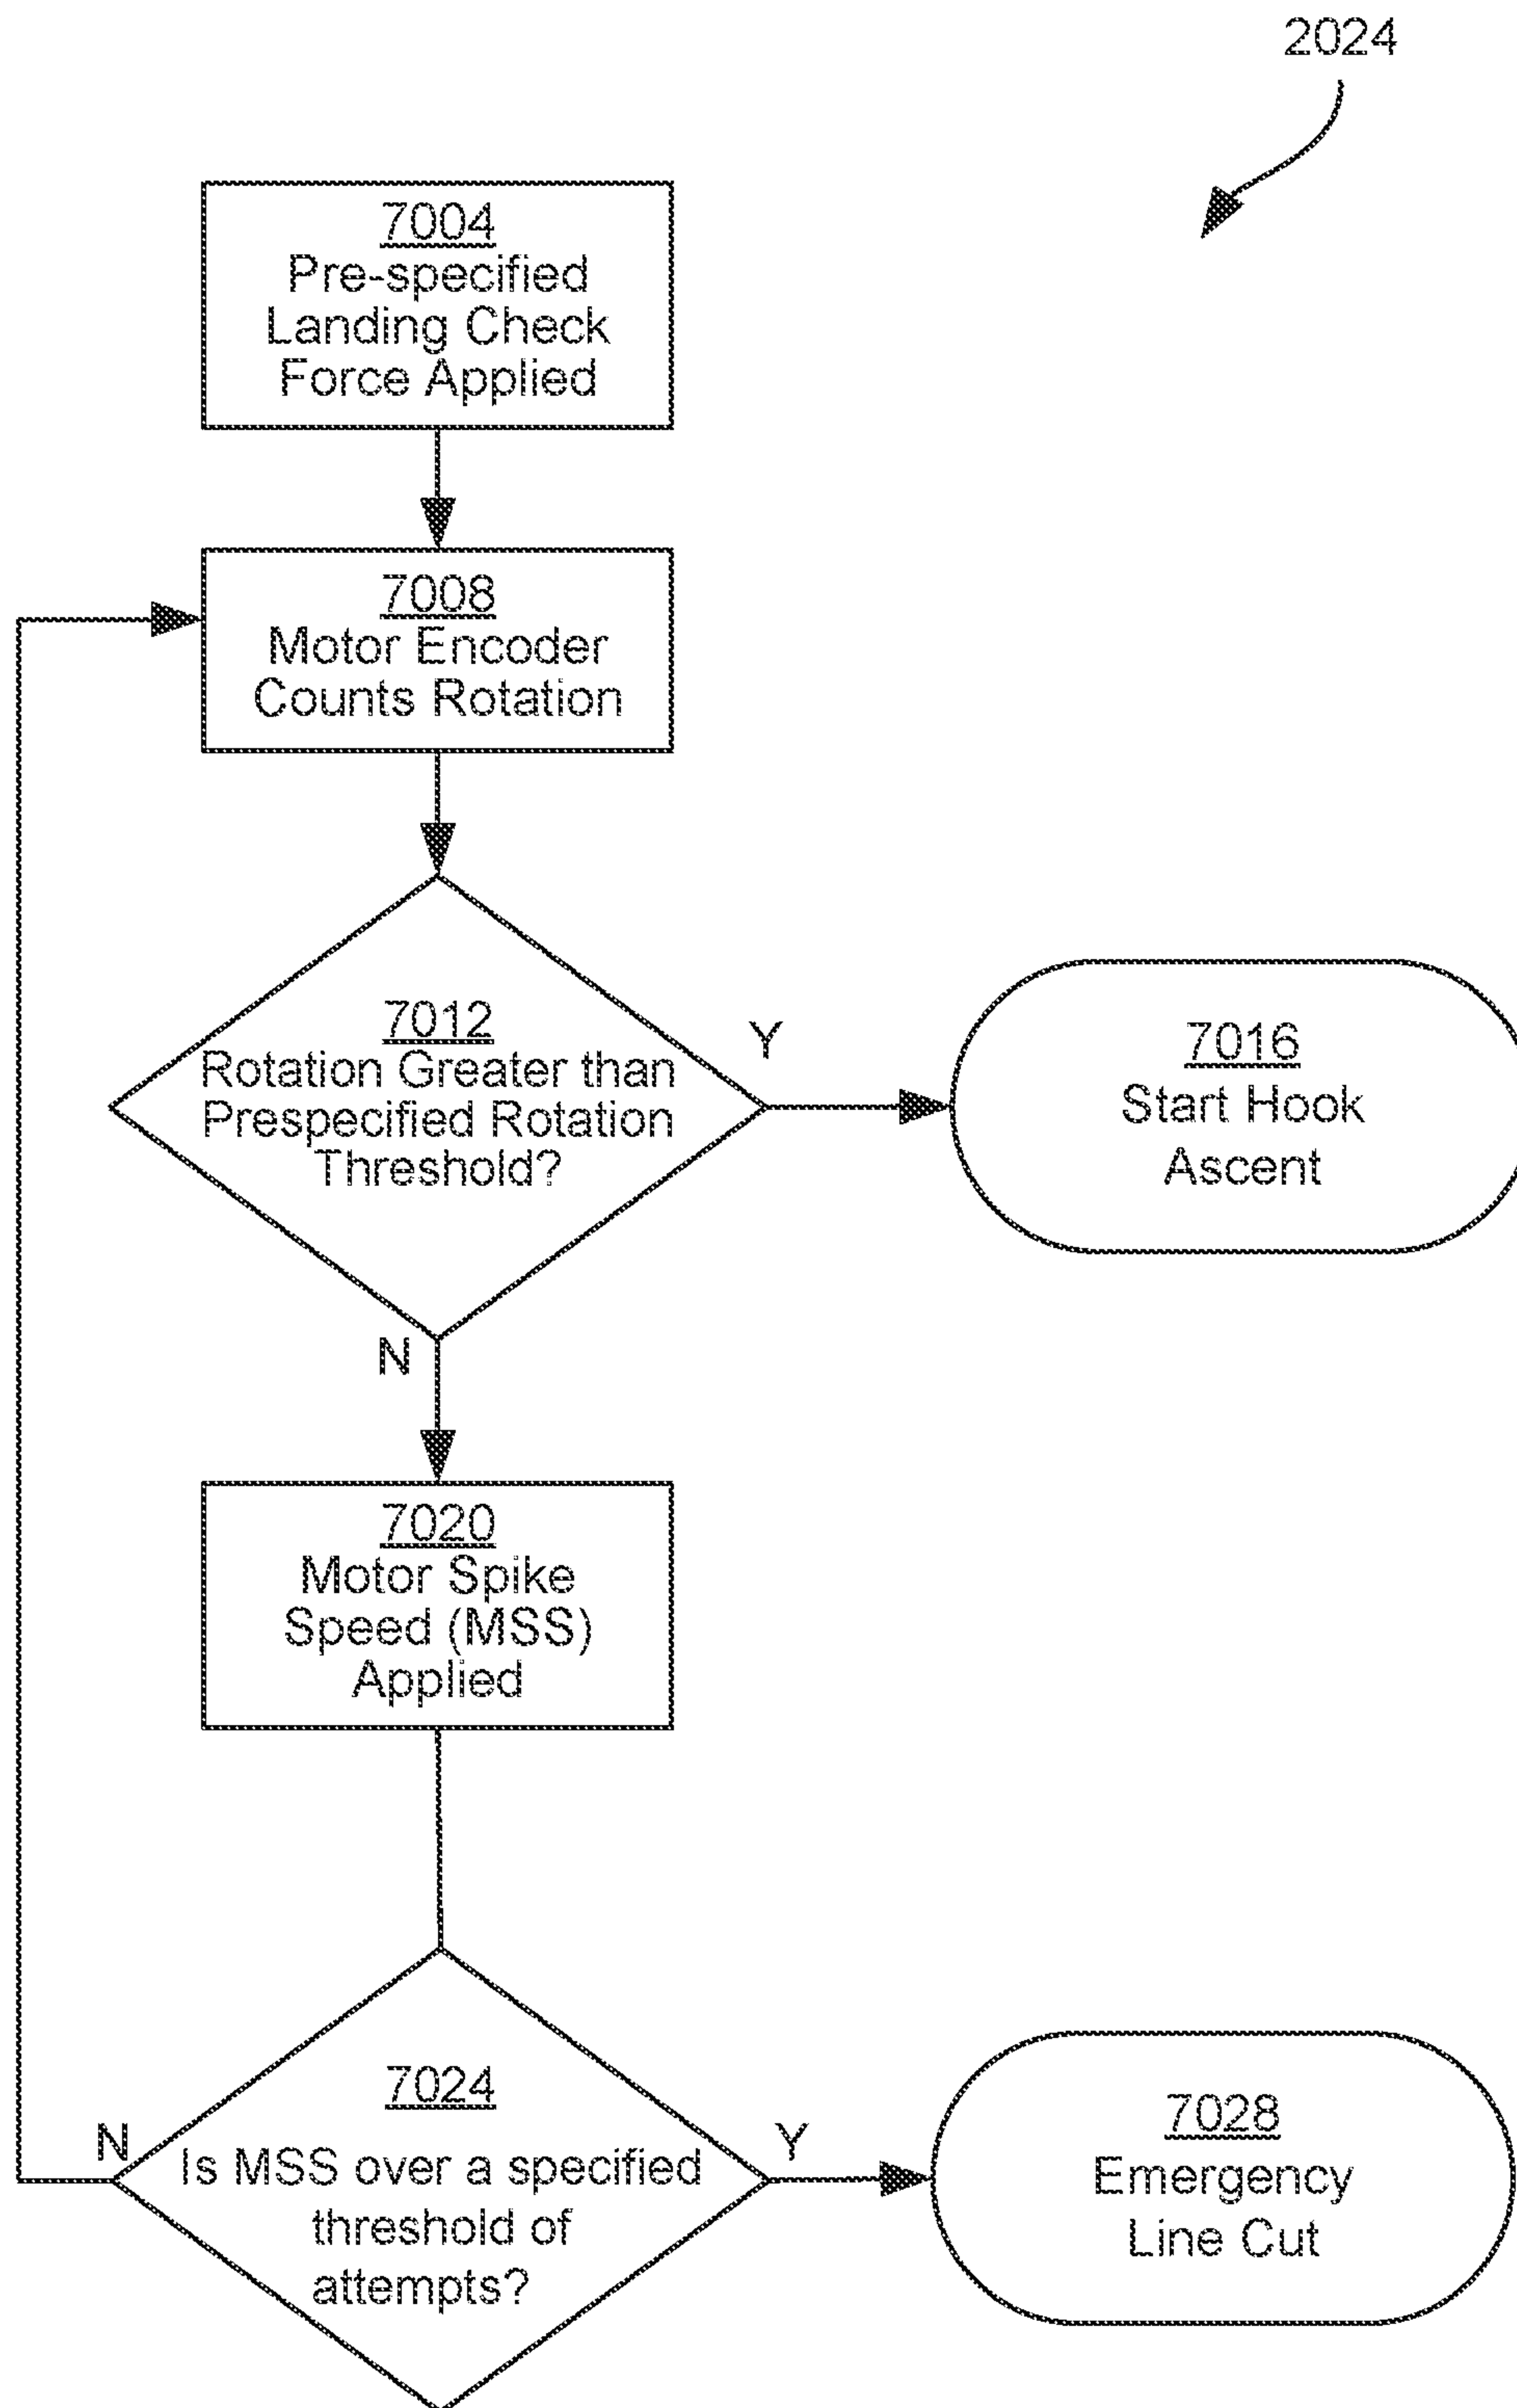 2024
7004
Pre-specified
Landing Check
Force Applied
7008
Motor Encoder
Counts Rotation
7012
Rotation Greater than
Prespecified Rotation
Threshold?
Y
7016
Start Hook
Ascent
N
7020
Motor Spike
Speed (MSS)
Applied
7024
Is MSS over a specified
threshold of
attempts?
N
Y
7028
Emergency
Line Cut